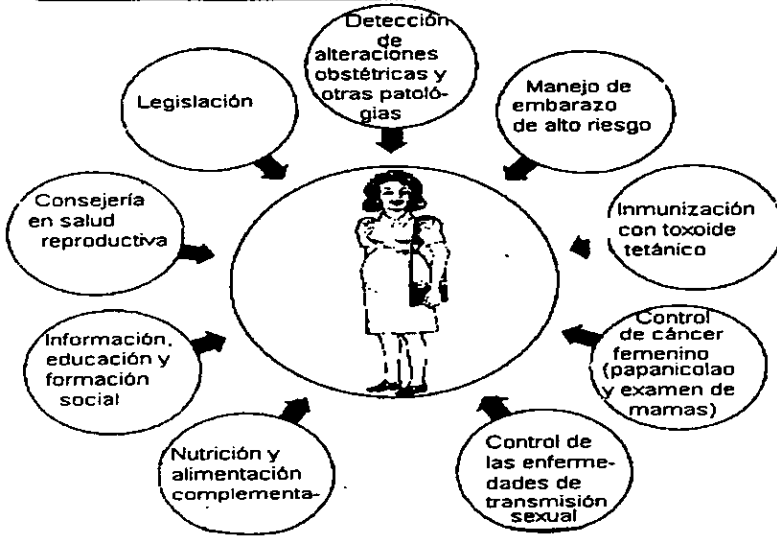 Detección
de
alteraciones
obstétricas y
otras patoló-
gias
Manejo de
embarazo
de alto riesgo
Inmunización
con toxoide
tetánico
Control
de cáncer
femenino
(papanicolao
y examen de
mamas)
Control de
las enferme-
dades de
transmisión
sexual
Nutrición y
alimentación
complementa-
Información,
educación y
formación
social
Consejería
en salud
reproductiva
Legislación